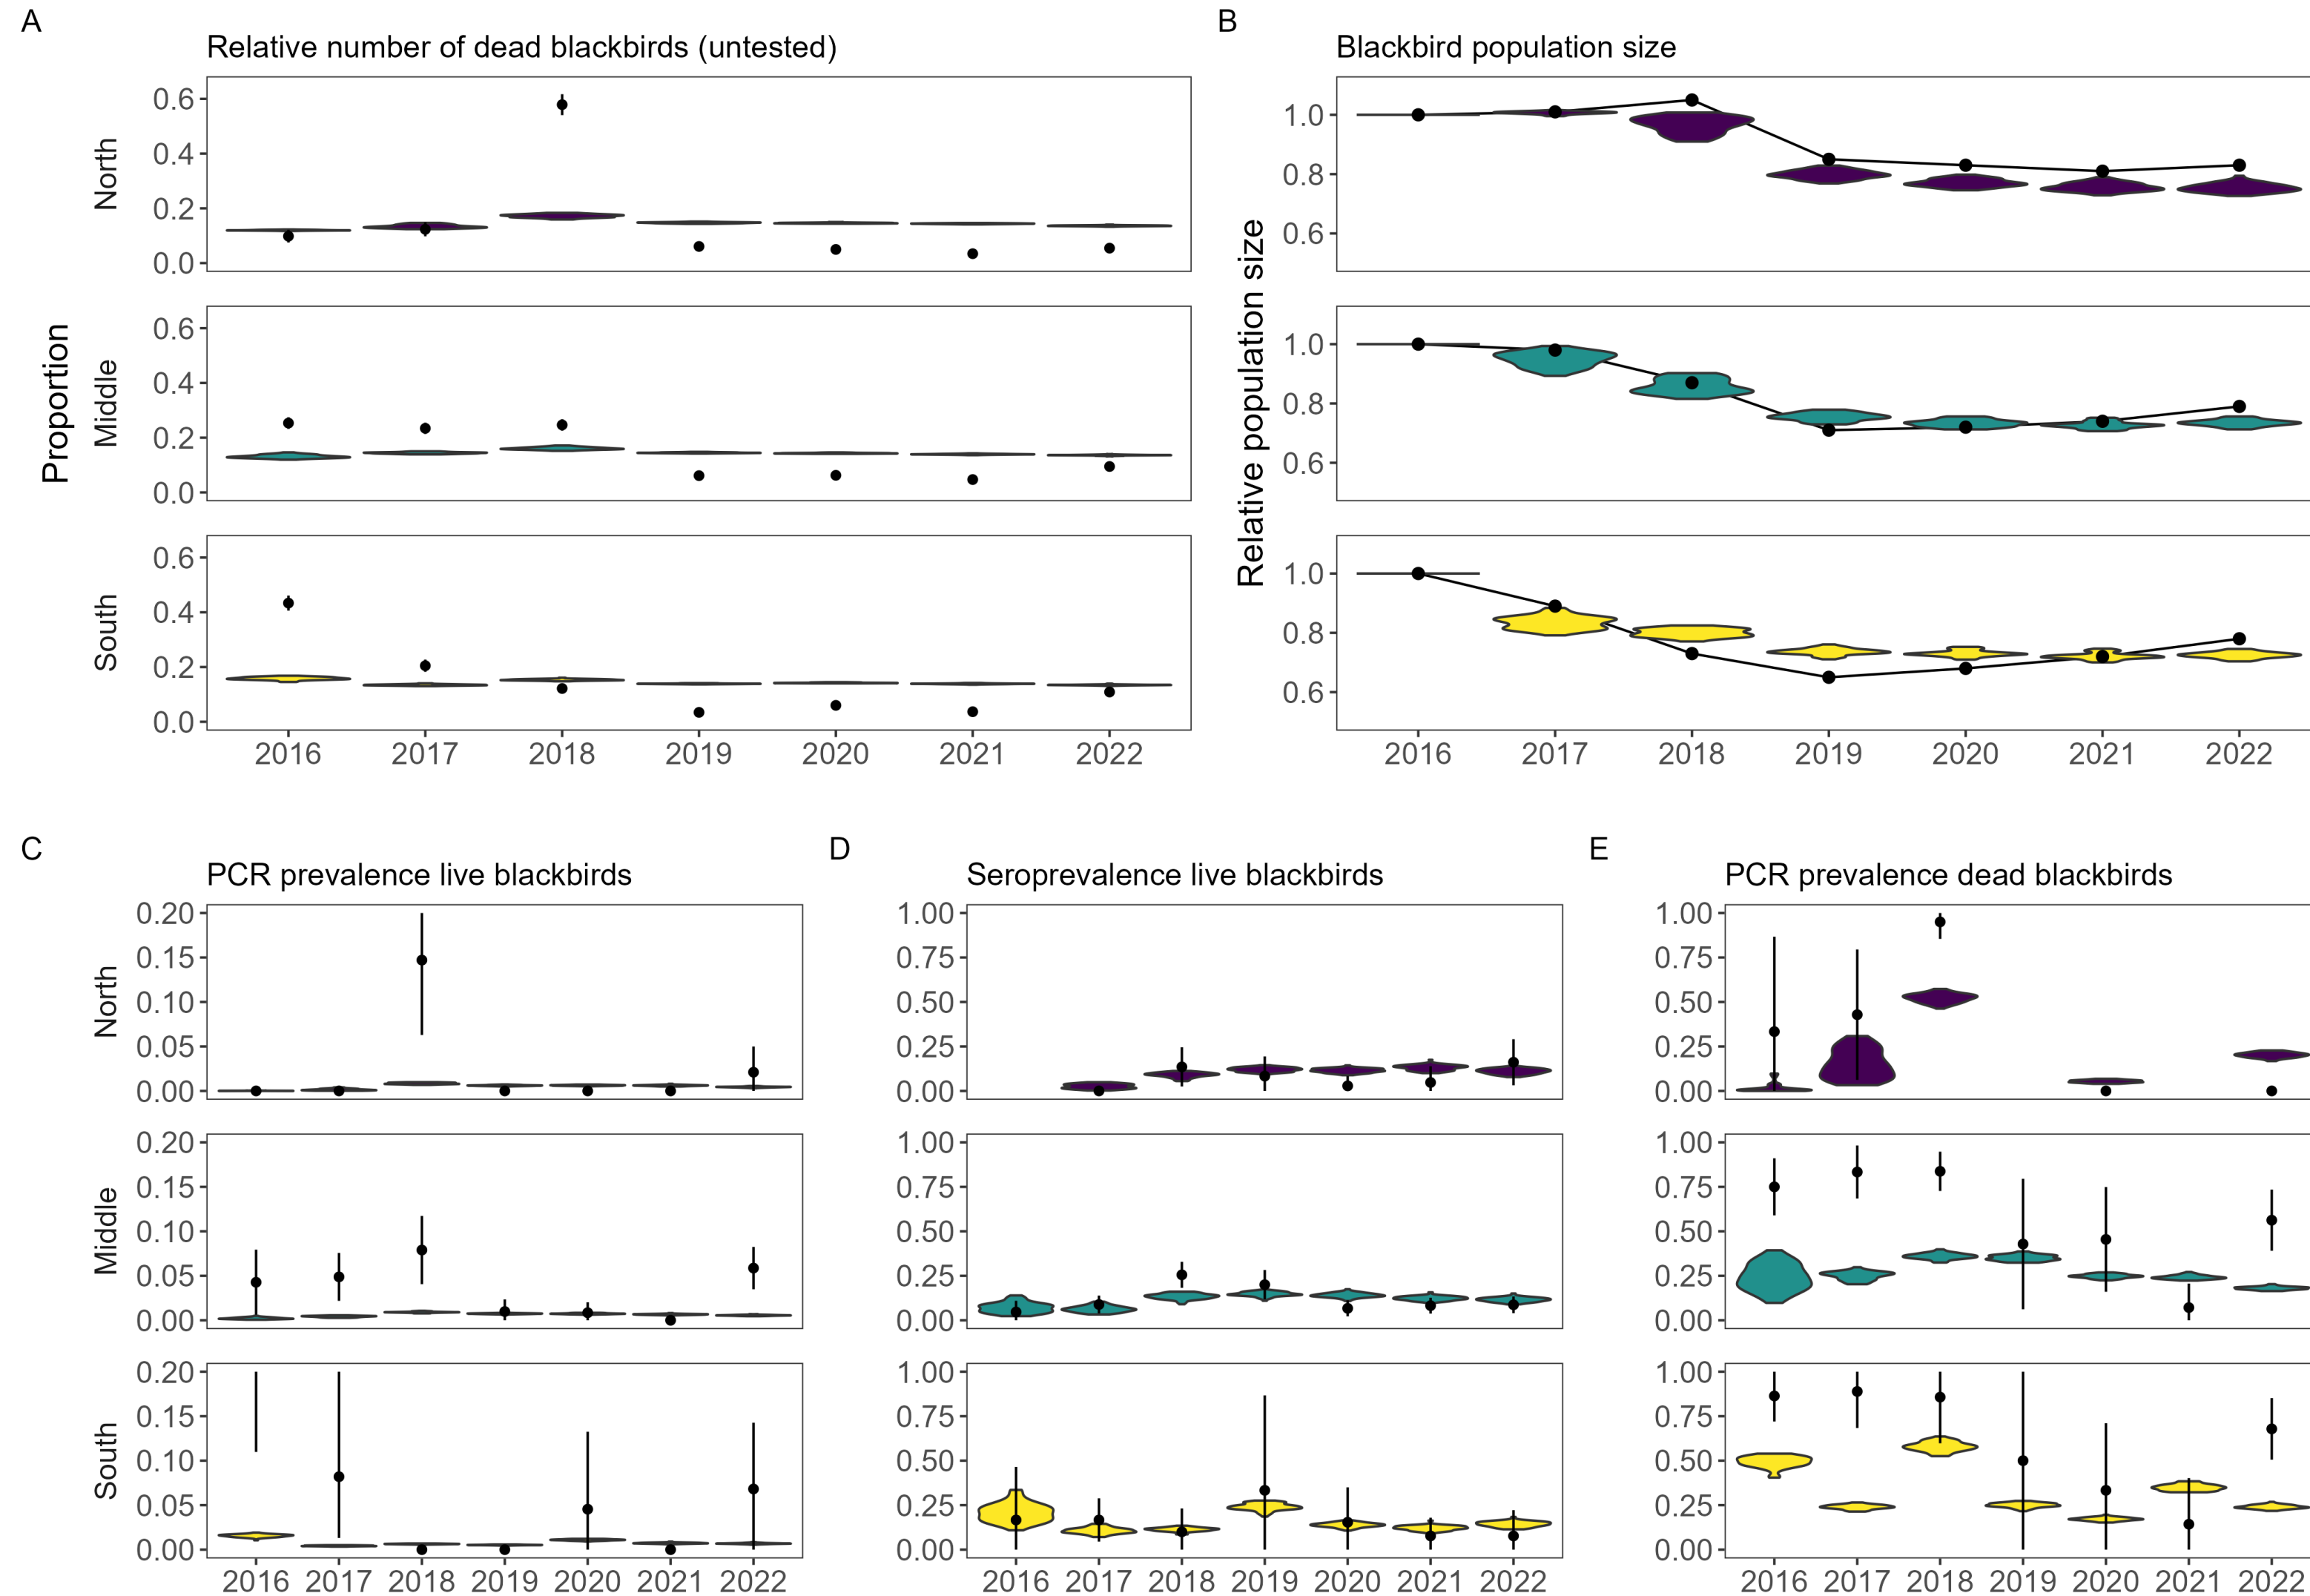 A
Relative number of dead blackbirds (untested)
Proportion
North
0.6
0.4
0.2
0.0
Middle
0.6
0.4
0.2
0.0
South
0.6
0.4
0.2
0.0
2016 2017 2018 2019 2020 2021 2022
B
Blackbird population size
Relative population size
1.0
0.8
0.6
1.0
0.8
0.6
1.0
0.8
0.6
2016 2017 2018 2019 2020 2021 2022
C
PCR prevalence live blackbirds
North
0.20
0.15
0.10
0.05
0.00
Middle
0.20
0.15
0.10
0.05
0.00
South
0.20
0.15
0.10
0.05
0.00
2016 2017 2018 2019 2020 2021 2022
D
Seroprevalence live blackbirds
1.00
0.75
0.50
0.25
0.00
1.00
0.75
0.50
0.25
0.00
1.00
0.75
0.50
0.25
0.00
2016 2017 2018 2019 2020 2021 2022
E
PCR prevalence dead blackbirds
1.00
0.75
0.50
0.25
0.00
1.00
0.75
0.50
0.25
0.00
1.00
0.75
0.50
0.25
0.00
2016 2017 2018 2019 2020 2021 2022